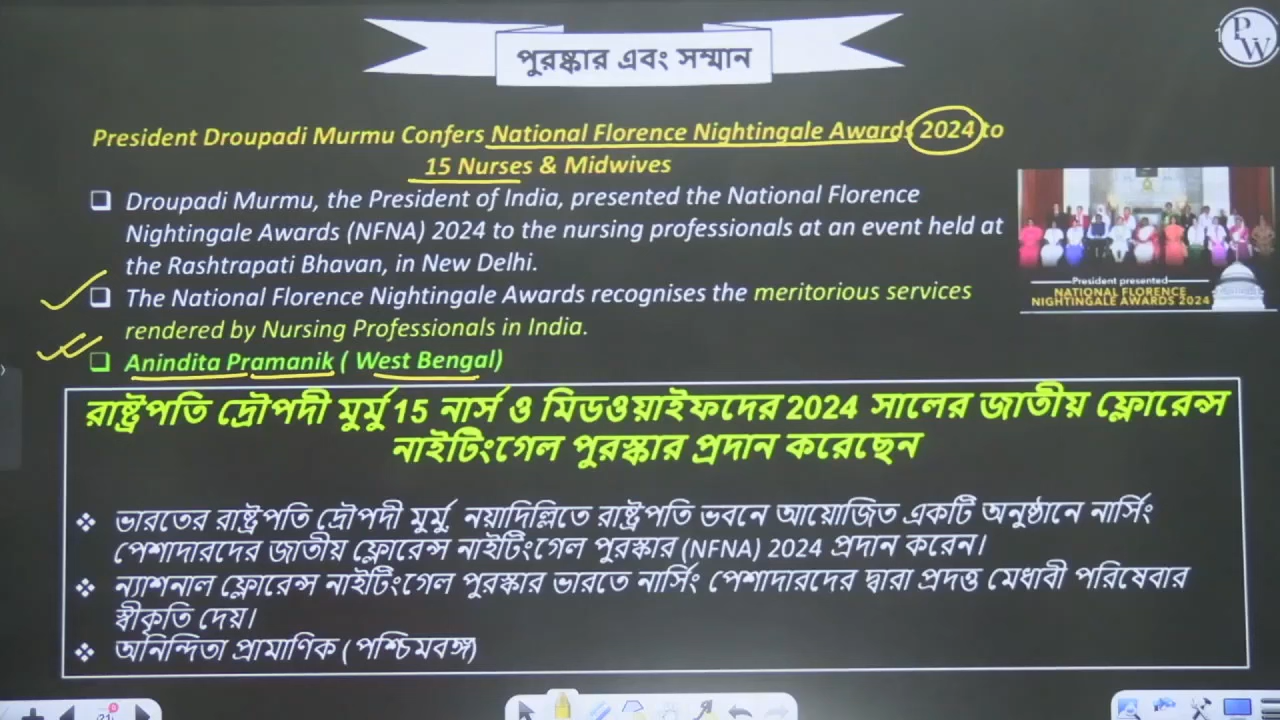 পুরষ্কার এবং সম্মান
PW
President Droupadi Murmu Confers National Florence Nightingale Awards 2024 to
15 Nurses & Midwives
❑ Droupadi Murmu, the President of India, presented the National Florence
Nightingale Awards (NFNA) 2024 to the nursing professionals at an event held at
the Rashtrapati Bhavan, in New Delhi.
❑ The National Florence Nightingale Awards recognises the meritorious services
rendered by Nursing Professionals in India.
❑ Anindita Pramanik ( West Bengal)
President presented
NATIONAL FLORENCE
NIGHTINGALE AWARDS 2024
রাষ্ট্রপতি দ্রৌপদী মুর্মু 15 নার্স ও মিডওয়াইফদের 2024 সালের জাতীয় ফ্লোরেন্স
নাইটিংগেল পুরস্কার প্রদান করেছেন
❖ ভারতের রাষ্ট্রপতি দ্রৌপদী মুর্মু নয়াদিল্লিতে রাষ্ট্রপতি ভবনে আয়োজিত একটি অনুষ্ঠানে নার্সিং
পেশাদারদের জাতীয় ফ্লোরেন্স নাইটিংগেল পুরস্কার (NFNA) 2024 প্রদান করেন।
❖ ন্যাশনাল ফ্লোরেন্স নাইটিংগেল পুরস্কার ভারতে নার্সিং পেশাদারদের দ্বারা প্রদত্ত মেধাবী পরিষেবার
স্বীকৃতি দেয়।
❖ অনিন্দিতা প্রামাণিক ( পশ্চিমবঙ্গ)